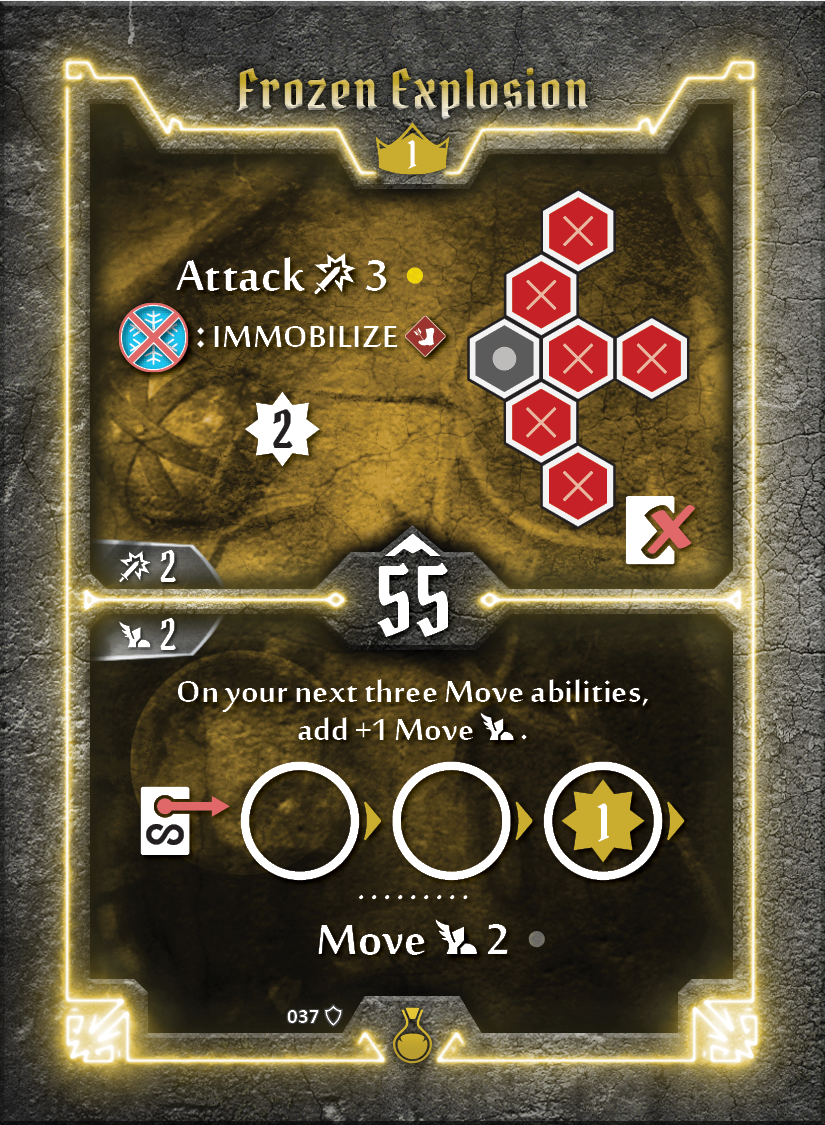 Frozen Explosion
1
Attack 3
: IMMOBILIZE
2
2
55
2
On your next three Move abilities,
add +1 Move .
1
Move 2
037